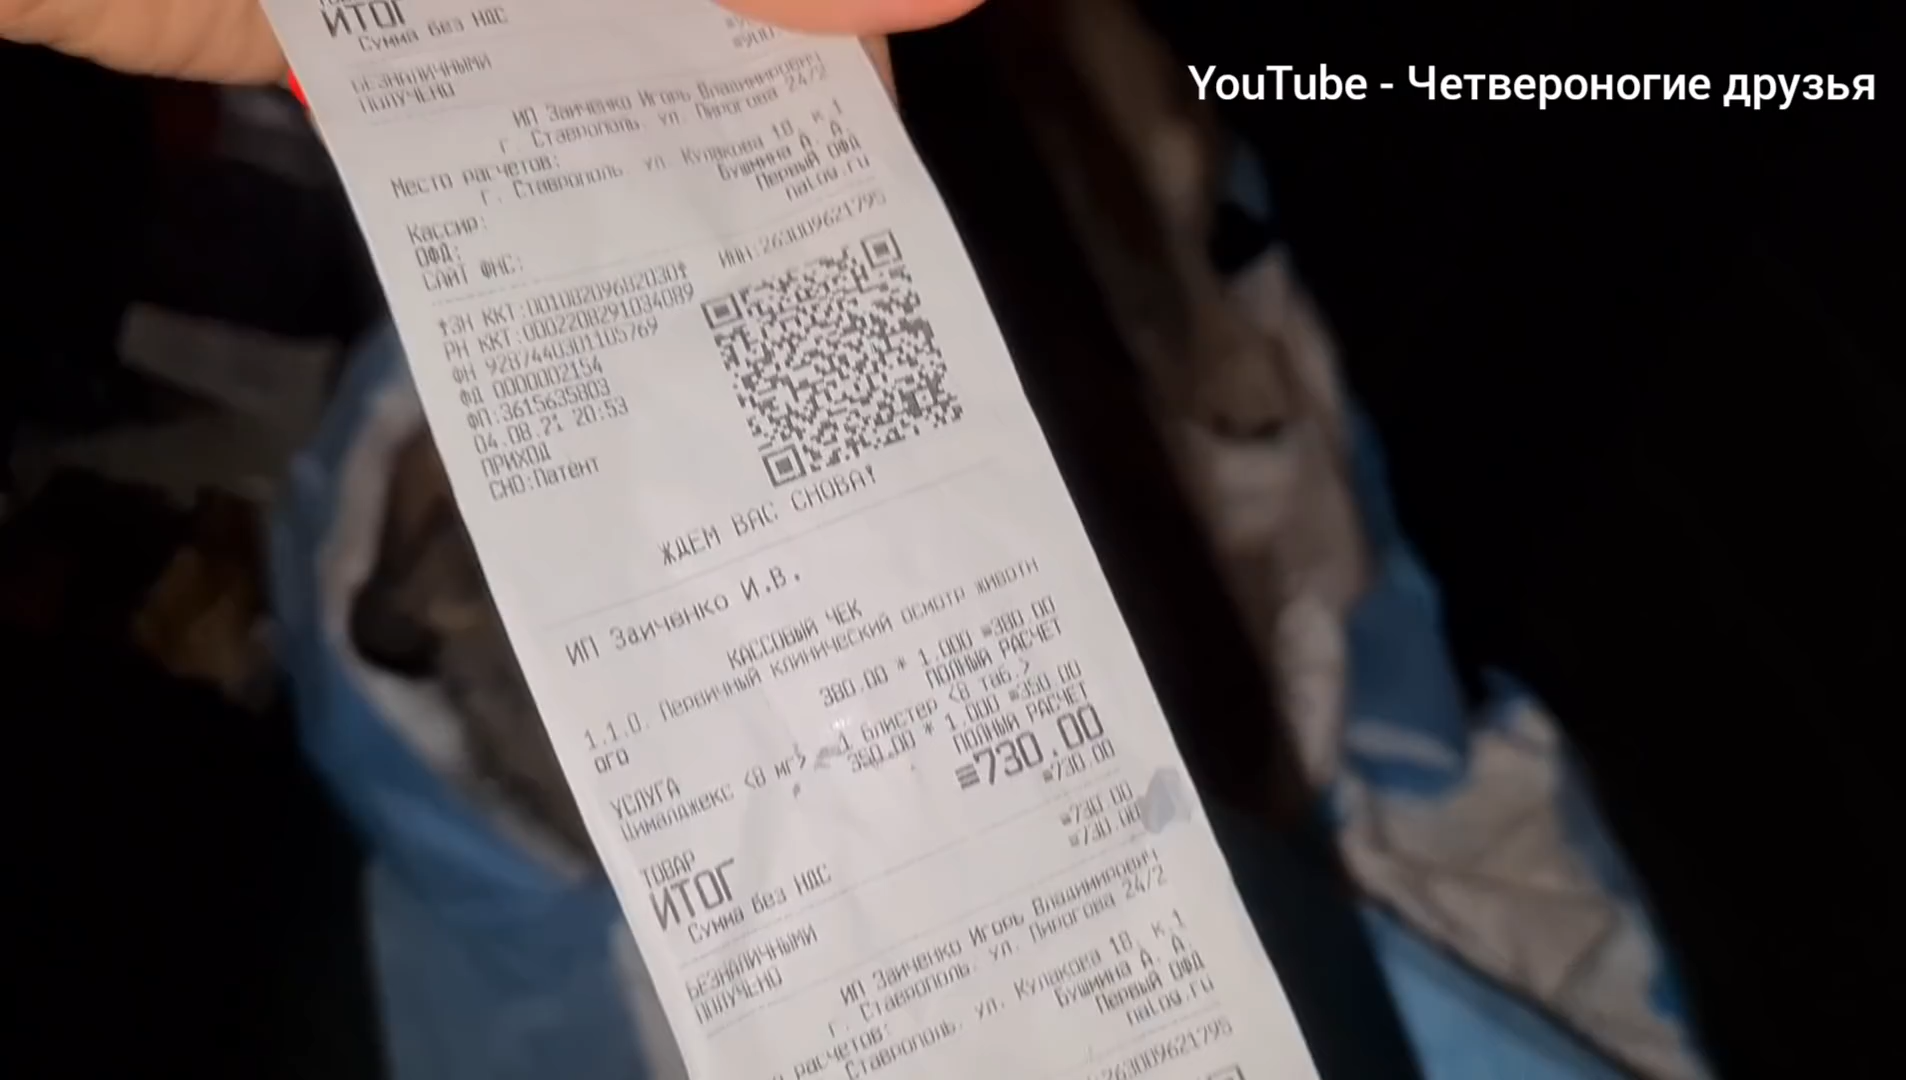 YouTube - Четвероногие друзья
ИТОГ
Сумма без НДС
БЕЗНАЛИЧНЫМИ
ПОЛУЧЕНО
ИП Заиченко Игорь Владимирович
г. Ставрополь, ул. Пирогова 24/2
Место расчетов:
г. Ставрополь, ул. Кулакова 18, к.1
Кассир: Бушмина А. А.
ОФД: Первый ОФД
САЙТ ФНС: nalog.ru
ИНН:263009621795
ЗН ККТ:00108209682030
РН ККТ:0002208291034089
ФН 9287440301105769
ФД 0000002154
ФП:3615635803
04.08.21 20:53
ПРИХОД
СНО:Патент
ЖДЕМ ВАС СНОВА!
ИП Заиченко И.В.
КАССОВЫЙ ЧЕК
1.1.0. Первичный клинический осмотр животн
ого
380.00 * 1.000 =380.00
УСЛУГА ПОЛНЫЙ РАСЧЕТ
Цималджекс <8 мг> 1 блистер <8 таб.>
350.00 * 1.000 =350.00
ТОВАР ПОЛНЫЙ РАСЧЕТ
ИТОГ =730.00
Сумма без НДС =730.00
БЕЗНАЛИЧНЫМИ =730.00
ПОЛУЧЕНО =730.00
ИП Заиченко Игорь Владимирович
г. Ставрополь, ул. Пирогова 24/2
расчетов:
Ставрополь, ул. Кулакова 18, к.1
Бушмина А. А.
Первый ОФД
nalog.ru
263009621795